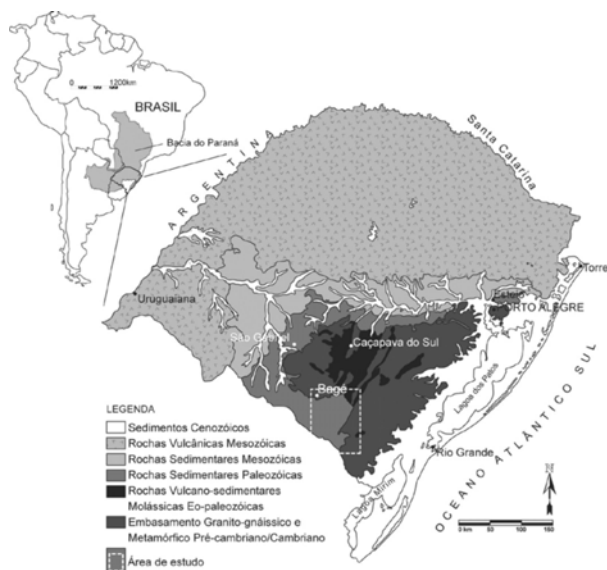 0 1200km
BRASIL
Bacia do Paraná
ARGENTINA
Santa Catarina
Torres
Uruguaiana
Esteio
PORTO ALEGRE
São Gabriel
Caçapava do Sul
Bagé
Lagoa dos Patos
Rio Grande
Lagoa Mirim
OCEANO ATLÂNTICO SUL
N
0 50 100 150
km
LEGENDA
Sedimentos Cenozóicos
Rochas Vulcânicas Mesozóicas
Rochas Sedimentares Mesozóicas
Rochas Sedimentares Paleozóicas
Rochas Vulcano-sedimentares
Molássicas Eo-paleozóicas
Embasamento Granito-gnáissico e
Metamórfico Pré-cambriano/Cambriano
Área de estudo